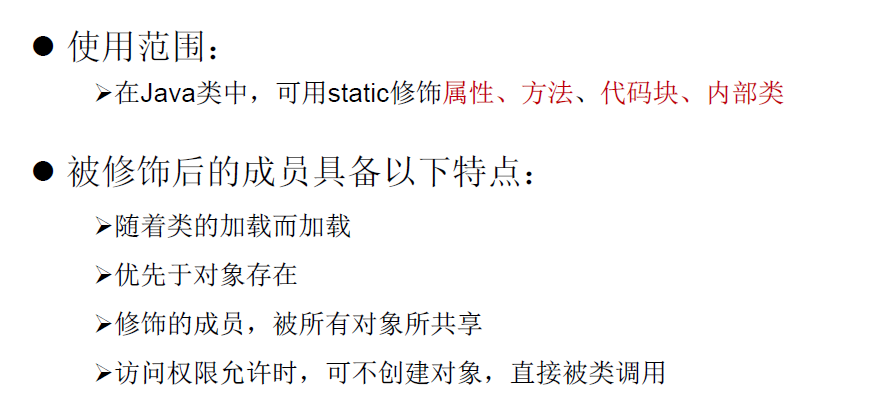 ● 使用范围：
➢在Java类中，可用static修饰属性、方法、代码块、内部类
● 被修饰后的成员具备以下特点：
➢随着类的加载而加载
➢优先于对象存在
➢修饰的成员，被所有对象所共享
➢访问权限允许时，可不创建对象，直接被类调用